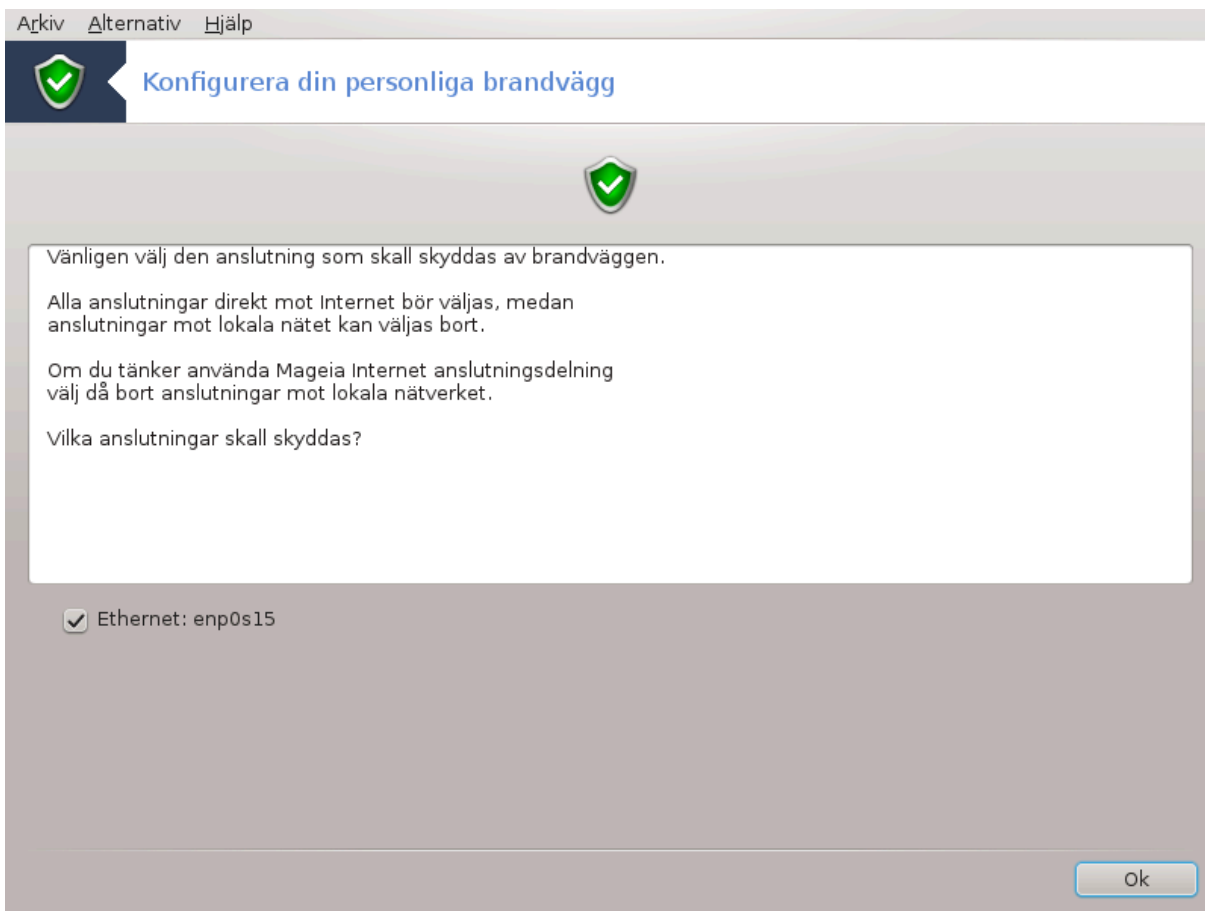 Arkiv Alternativ Hjälp
Konfigurera din personliga brandvägg
Vänligen välj den anslutning som skall skyddas av brandväggen.
Alla anslutningar direkt mot Internet bör väljas, medan
anslutningar mot lokala nätet kan väljas bort.
Om du tänker använda Mageia Internet anslutningsdelning
välj då bort anslutningar mot lokala nätverket.
Vilka anslutningar skall skyddas?
Ethernet: enp0s15
Ok